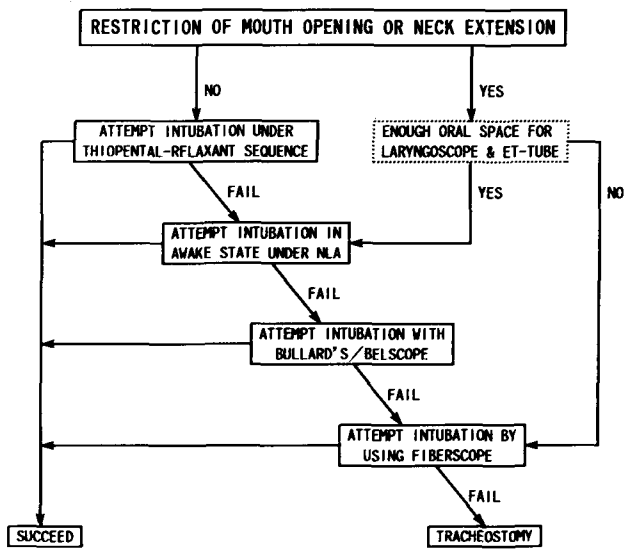 RESTRICTION OF MOUTH OPENING OR NECK EXTENSION
NO
YES
ATTEMPT INTUBATION UNDER
THIOPENTAL-RFLAXANT SEQUENCE
ENOUGH ORAL SPACE FOR
LARYNGOSCOPE & ET-TUBE
FAIL
YES
NO
ATTEMPT INTUBATION IN
AWAKE STATE UNDER NLA
FAIL
ATTEMPT INTUBATION WITH
BULLARD'S/BELSCOPE
FAIL
ATTEMPT INTUBATION BY
USING FIBERSCOPE
FAIL
SUCCEED
TRACHEOSTOMY